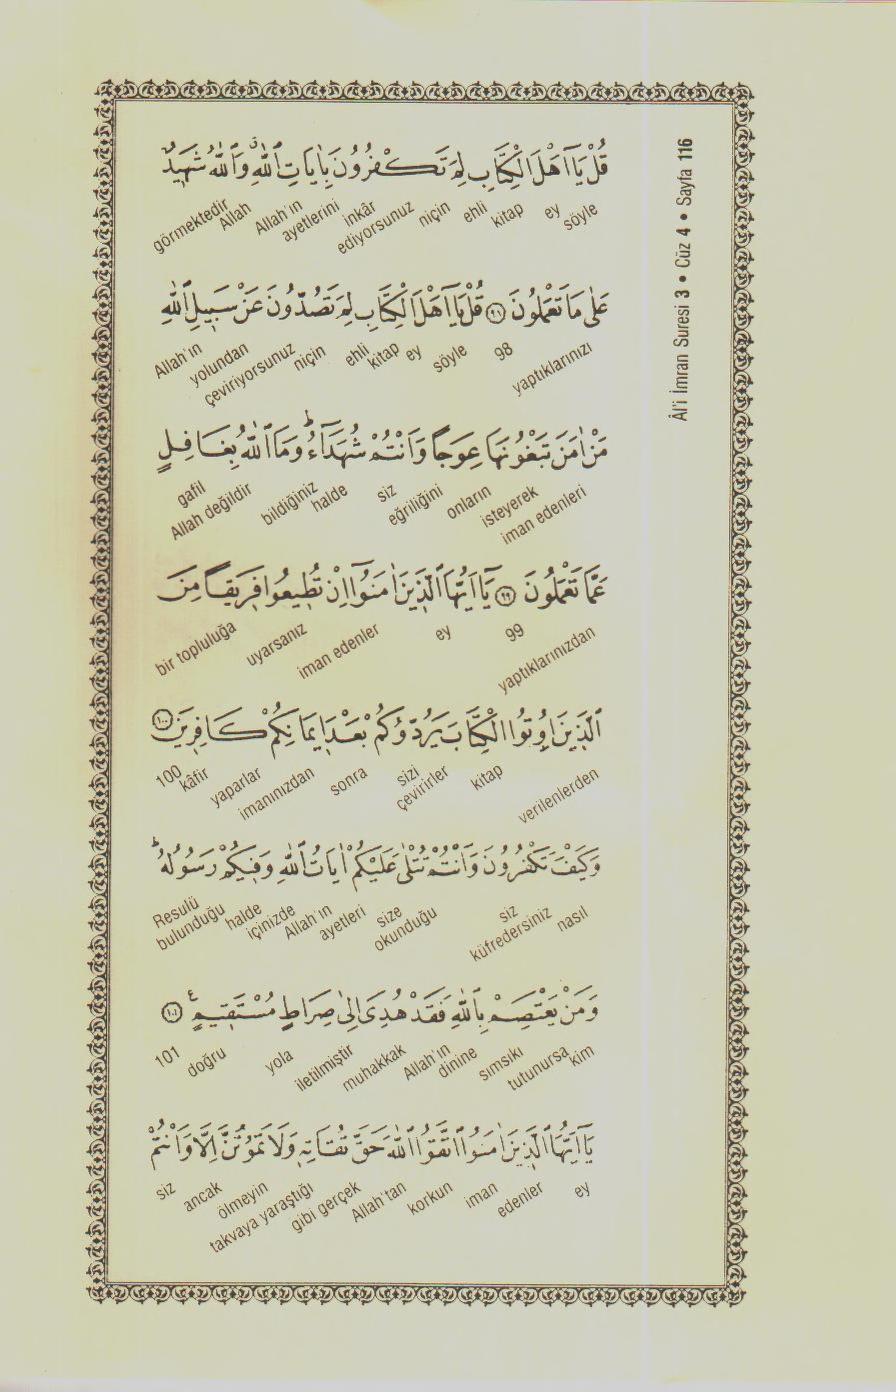 Âl'i İmran Suresi 3 • Cüz 4 • Sayfa 116
قُلْ يَٓا اَهْلَ الْكِتَابِ لِمَ تَكْفُرُونَ بِاٰيَاتِ اللّٰهِۗ وَاللّٰهُ شَه۪يدٌ
söyle ey kitap ehli niçin inkâr ediyorsunuz ayetlerini Allah'ın Allah görmektedir
عَلٰى مَا تَعْمَلُونَ ﴿٩٨﴾ قُلْ يَٓا اَهْلَ الْكِتَابِ لِمَ تَصُدُّونَ عَنْ سَب۪يلِ اللّٰهِ
yaptıklarınızı 98 söyle ey kitap ehli niçin çeviriyorsunuz yolundan Allah'ın
مَنْ اٰمَنَ تَبْغُونَهَا عِوَجًا وَاَنْتُمْ شُهَدَٓاءُۜ وَمَا اللّٰهُ بِغَافِلٍ
iman edenleri isteyerek onların eğriliğini siz halde bildiğiniz Allah değildir gafil
عَمَّا تَعْمَلُونَ ﴿٩٩﴾ يَٓا اَيُّهَا الَّذ۪ينَ اٰمَنُٓوا اِنْ تُط۪يعُوا فَر۪يقًا مِنَ
yaptıklarınızdan 99 ey iman edenler uyarsanız bir topluluğa
الَّذ۪ينَ اُو۫تُوا الْكِتَابَ يَرُدُّوكُمْ بَعْدَ ا۪يمَانِكُمْ كَافِر۪ينَ ﴿١٠٠﴾
verilenlerden kitap çevirirler sizi sonra imanınızdan yaparlar kâfir 100
وَكَيْفَ تَكْفُرُونَ وَاَنْتُمْ تُتْلٰى عَلَيْكُمْ اٰيَاتُ اللّٰهِ وَف۪يكُمْ رَسُولُهُۜ
nasıl küfredersiniz siz okunduğu size ayetleri Allah'ın içinizde halde bulunduğu Resulü
وَمَنْ يَعْتَصِمْ بِاللّٰهِ فَقَدْ هُدِيَ اِلٰى صِرَاطٍ مُسْتَق۪يمٍ۟ ﴿١٠١﴾
kim tutunursa sımsıkı dinine Allah'ın muhakkak iletilmiştir yola doğru 101
يَٓا اَيُّهَا الَّذ۪ينَ اٰمَنُوا اتَّقُوا اللّٰهَ حَقَّ تُقَاتِه۪ وَلَا تَمُوتُنَّ اِلَّا وَاَنْتُمْ
ey edenler iman korkun Allah'tan gibi gerçek takvaya yaraştığı ölmeyin ancak siz